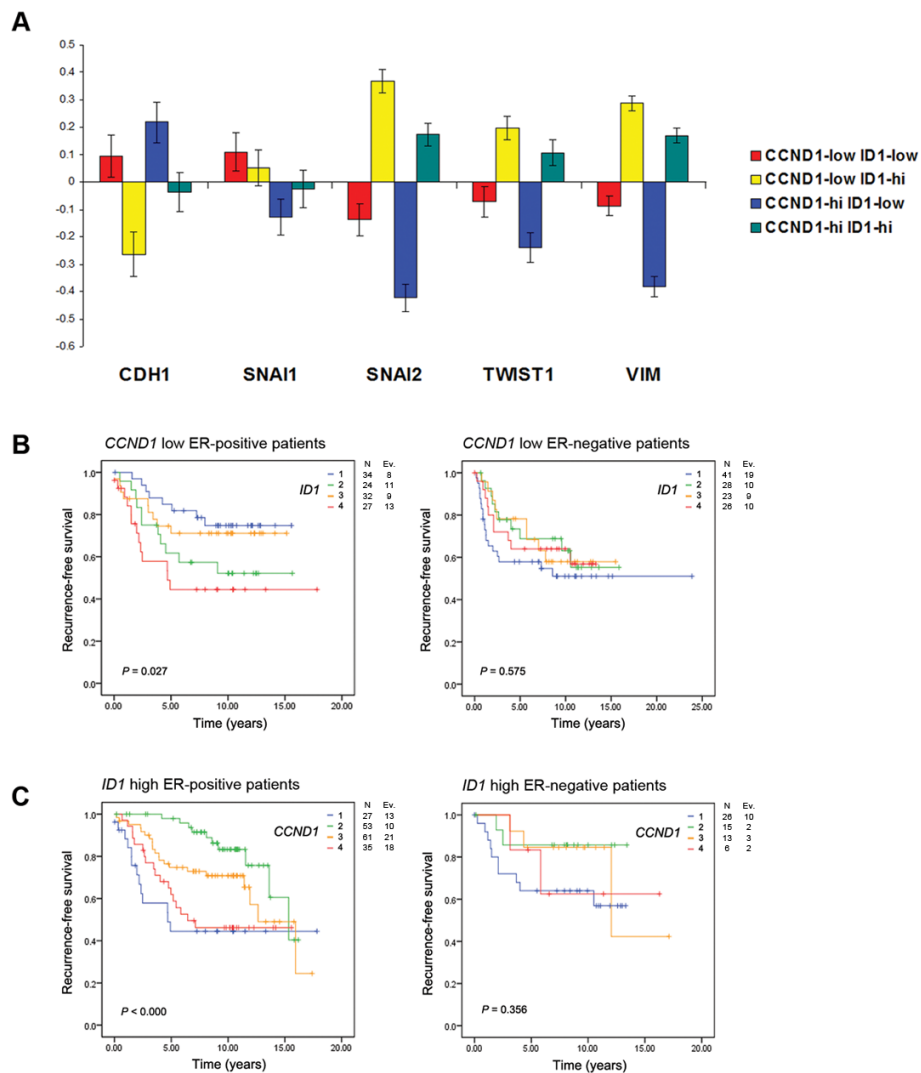 A
0.5
0.4
0.3
0.2
0.1
0
-0.1
-0.2
-0.3
-0.4
-0.5
-0.6
CDH1 SNAI1 SNAI2 TWIST1 VIM
CCND1-low ID1-low
CCND1-low ID1-hi
CCND1-hi ID1-low
CCND1-hi ID1-hi
B
CCND1 low ER-positive patients
N Ev.
1 34 8
2 24 11
3 32 9
4 27 13
ID1
Recurrence-free survival
1.0
0.8
0.6
0.4
0.2
0.0
P = 0.027
0.00 5.00 10.00 15.00 20.00
Time (years)
CCND1 low ER-negative patients
N Ev.
1 41 19
2 28 10
3 23 9
4 26 10
ID1
Recurrence-free survival
1.0
0.8
0.6
0.4
0.2
0.0
P = 0.575
0.00 5.00 10.00 15.00 20.00 25.00
Time (years)
C
ID1 high ER-positive patients
N Ev.
1 27 13
2 53 10
3 61 21
4 35 18
CCND1
Recurrence-free survival
1.0
0.8
0.6
0.4
0.2
0.0
P < 0.000
0.00 5.00 10.00 15.00 20.00
Time (years)
ID1 high ER-negative patients
N Ev.
1 26 10
2 15 2
3 13 3
4 6 2
CCND1
Recurrence-free survival
1.0
0.8
0.6
0.4
0.2
0.0
P = 0.356
0.00 5.00 10.00 15.00 20.00
Time (years)